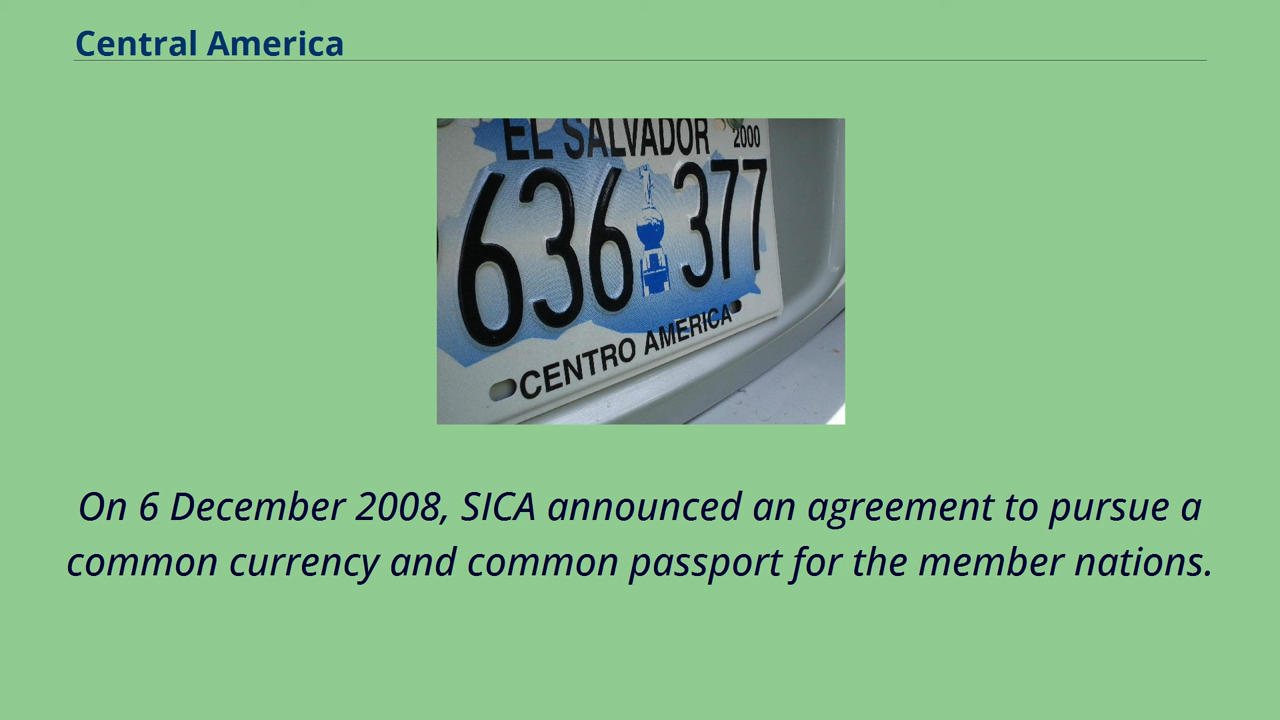 Central America
EL SALVADOR 2000
636 377
CENTRO AMERICA
On 6 December 2008, SICA announced an agreement to pursue a
common currency and common passport for the member nations.